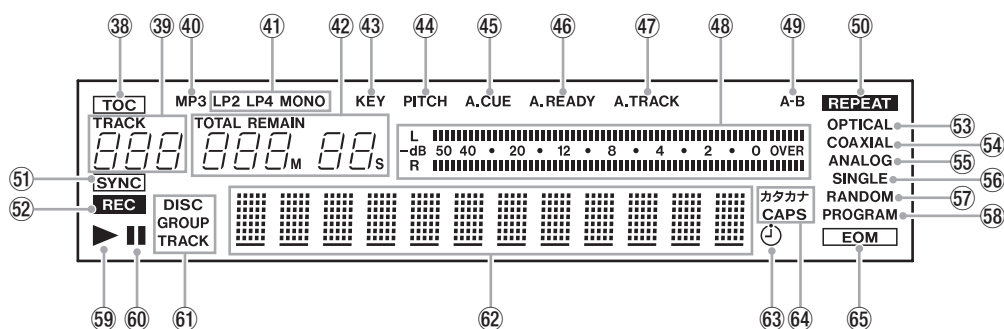 38 39 40 41 42 43 44 45 46 47 48 49 50
TOC MP3 LP2 LP4 MONO KEY PITCH A.CUE A.READY A.TRACK A-B REPEAT
TRACK TOTAL REMAIN L OPTICAL 53
M S -dB 50 40 • 20 • 12 • 8 • 4 • 2 • 0 OVER COAXIAL 54
R ANALOG 55
51 SYNC SINGLE 56
52 REC DISC カタカナ RANDOM 57
GROUP CAPS PROGRAM 58
TRACK EOM
59 60 61 62 63 64 65